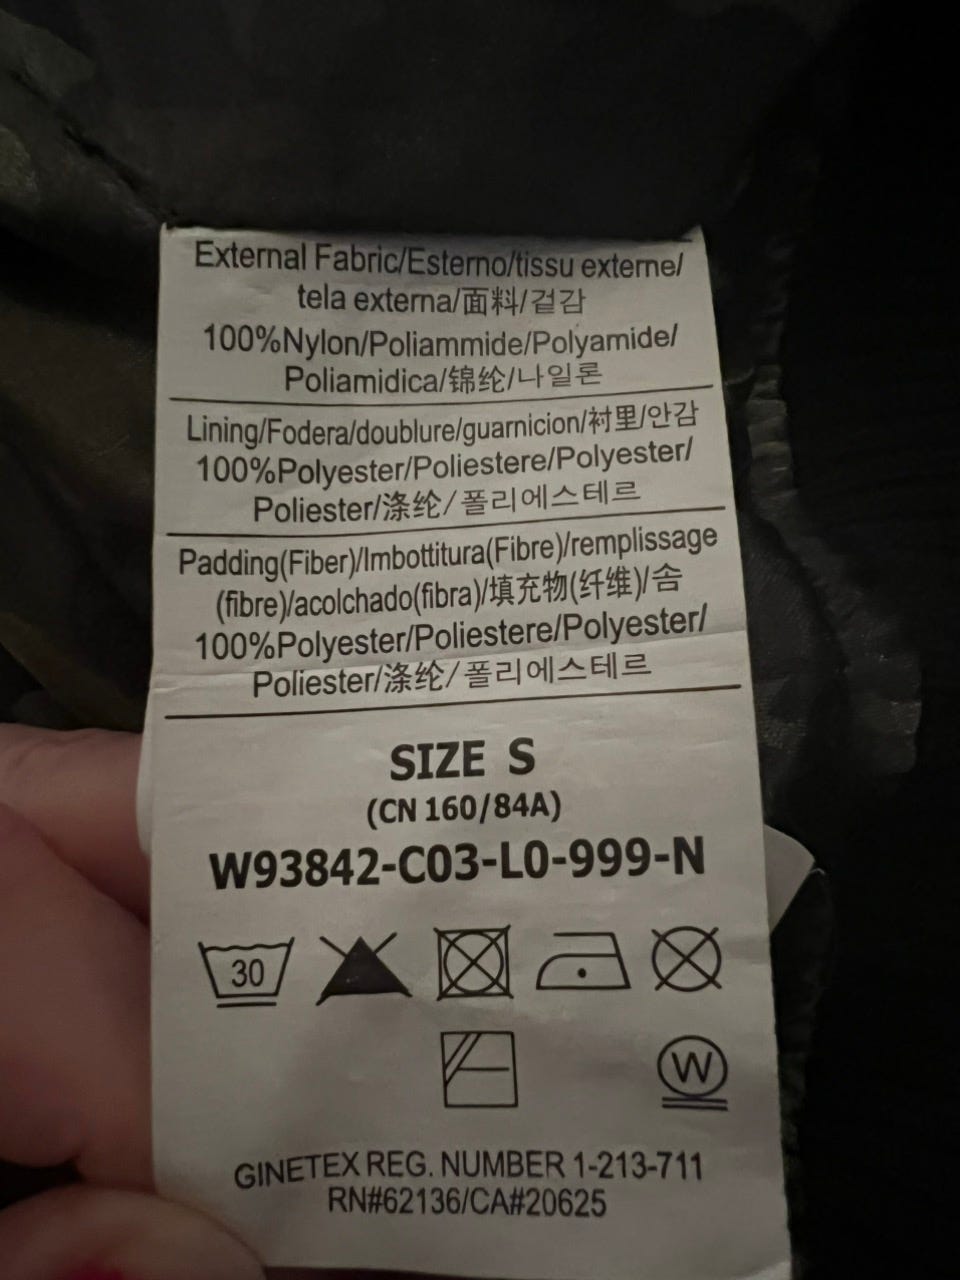 External Fabric/Esterno/tissu externe/
tela externa/面料/겉감
100%Nylon/Poliammide/Polyamide/
Poliamidica/锦纶/나일론
Lining/Fodera/doublure/guarnicion/衬里/안감
100%Polyester/Poliestere/Polyester/
Poliester/涤纶/폴리에스테르
Padding(Fiber)/Imbottitura(Fibre)/remplissage
(fibre)/acolchado(fibra)/填充物(纤维)/솜
100%Polyester/Poliestere/Polyester/
Poliester/涤纶/폴리에스테르
SIZE S
(CN 160/84A)
W93842-C03-L0-999-N
30
W
GINETEX REG. NUMBER 1-213-711
RN#62136/CA#20625